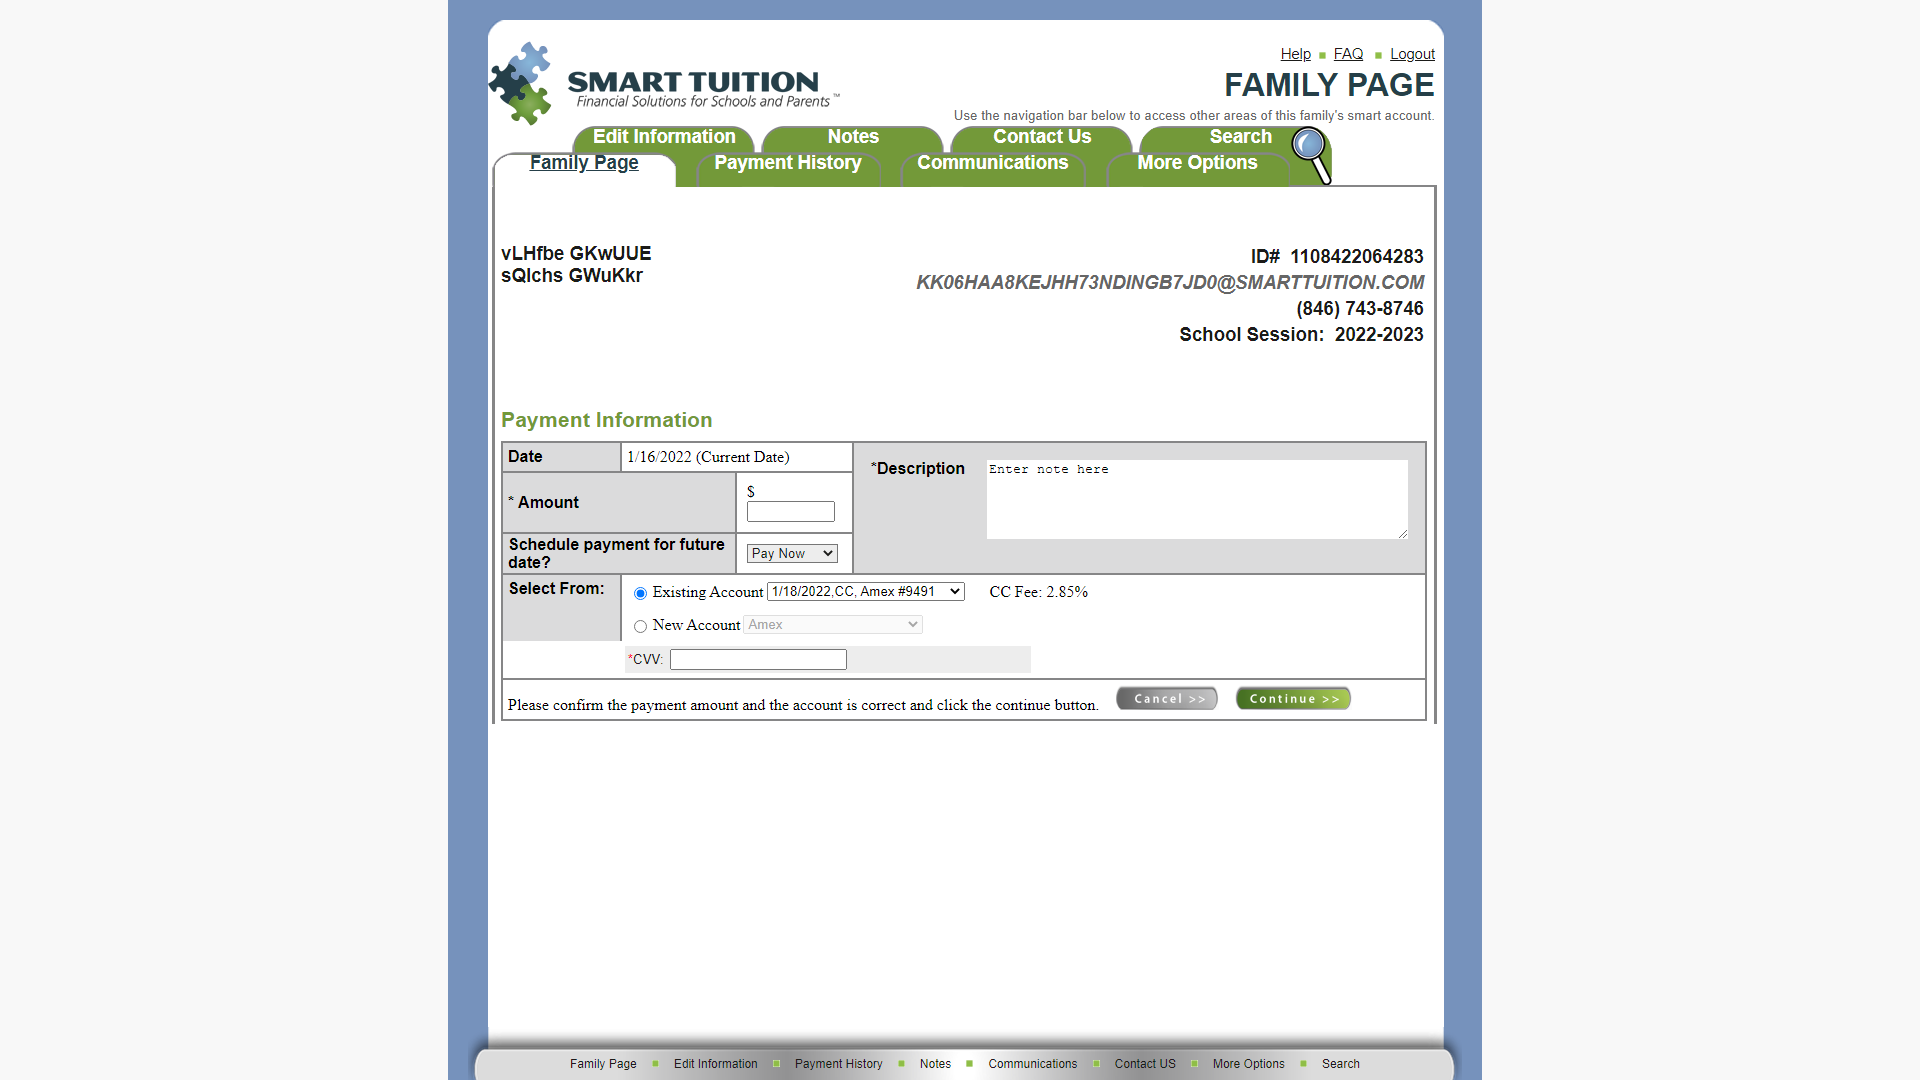 Help FAQ Logout
SMART TUITION
Financial Solutions for Schools and Parents ™
FAMILY PAGE
Use the navigation bar below to access other areas of this family's smart account.
Edit Information Notes Contact Us Search
Family Page Payment History Communications More Options
vLHfbe GKwUUE
sQlchs GWuKkr
ID# 1108422064283
KK06HAA8KEJHH73NDINGB7JD0@SMARTTUITION.COM
(846) 743-8746
School Session: 2022-2023
Payment Information
Date 1/16/2022 (Current Date)
*Description Enter note here
* Amount $
Schedule payment for future
date? Pay Now
Select From: Existing Account 1/18/2022,CC, Amex #9491 CC Fee: 2.85%
New Account Amex
*CVV:
Please confirm the payment amount and the account is correct and click the continue button. Cancel >> Continue >>
Family Page Edit Information Payment History Notes Communications Contact US More Options Search